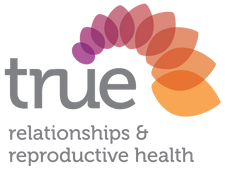 true
relationships &
reproductive health